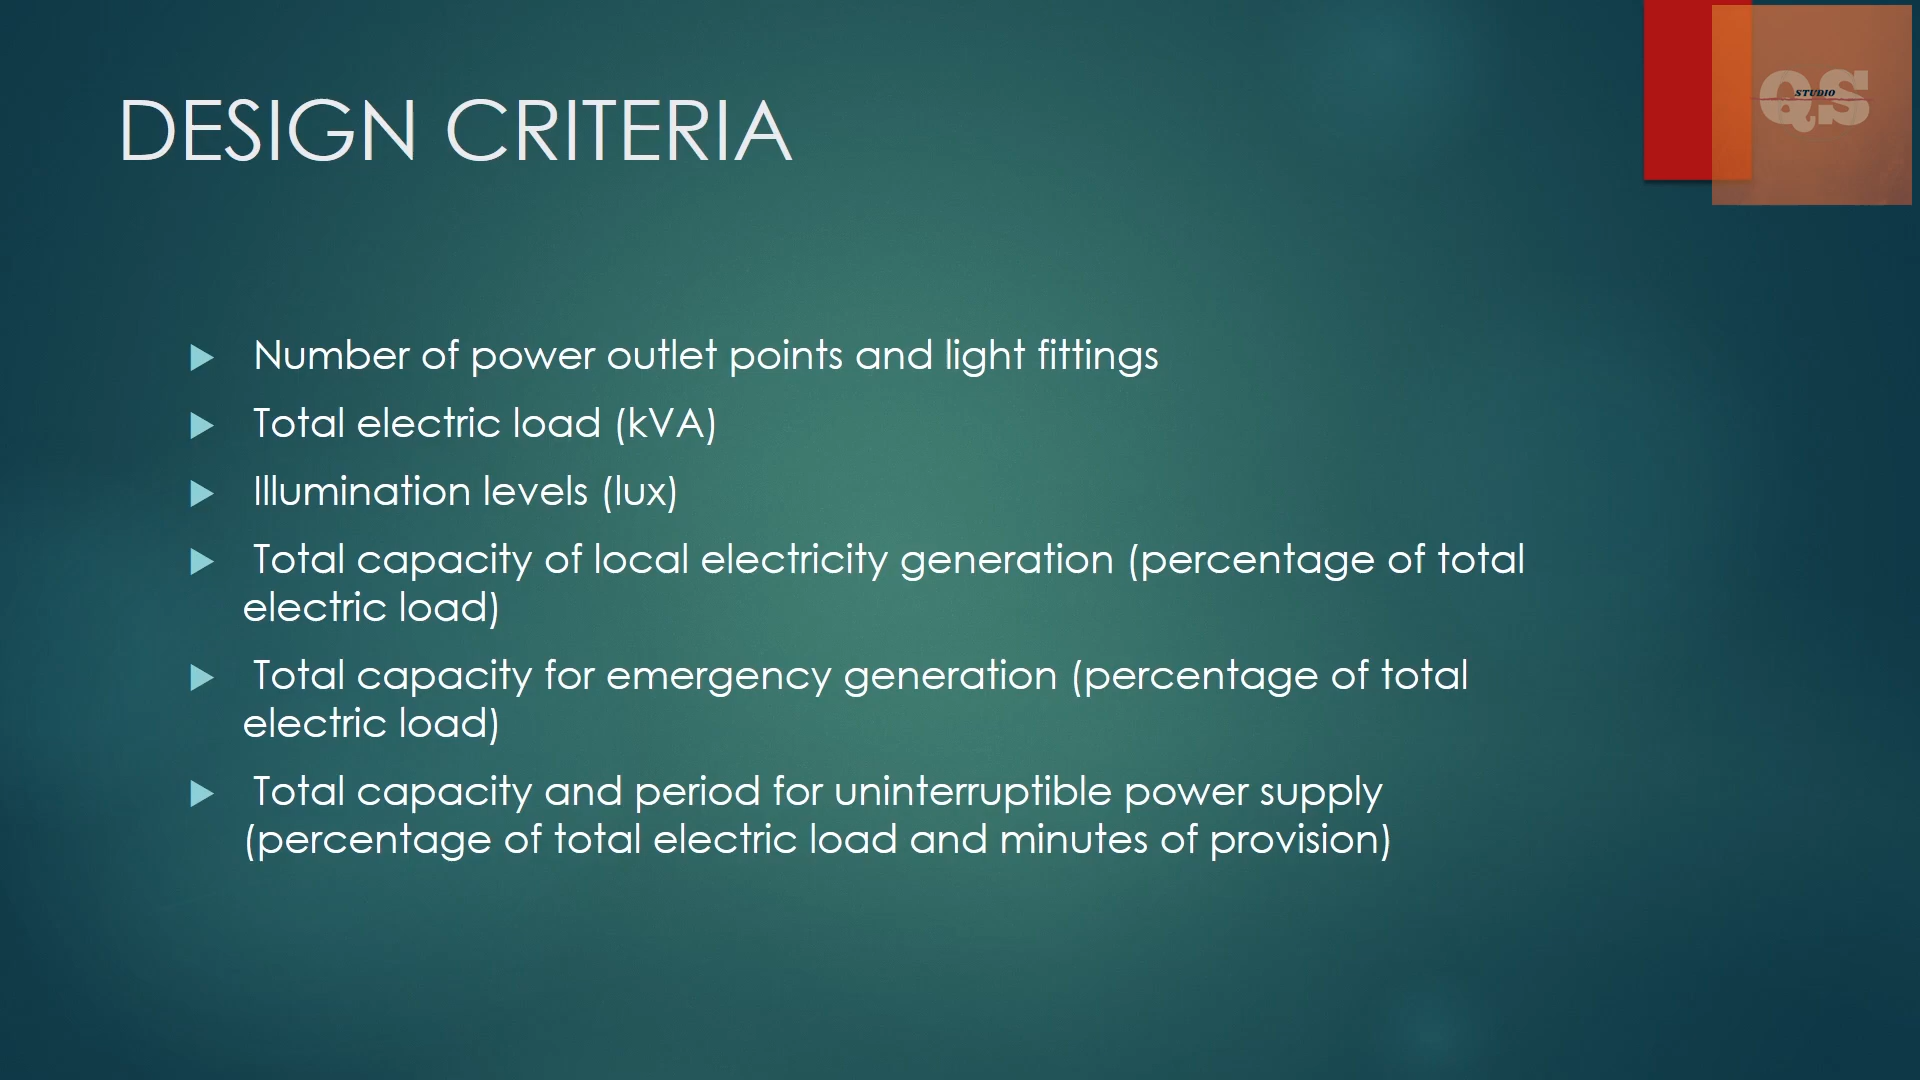 DESIGN CRITERIA
QS
STUDIO
Number of power outlet points and light fittings
Total electric load (kVA)
Illumination levels (lux)
Total capacity of local electricity generation (percentage of total
electric load)
Total capacity for emergency generation (percentage of total
electric load)
Total capacity and period for uninterruptible power supply
(percentage of total electric load and minutes of provision)